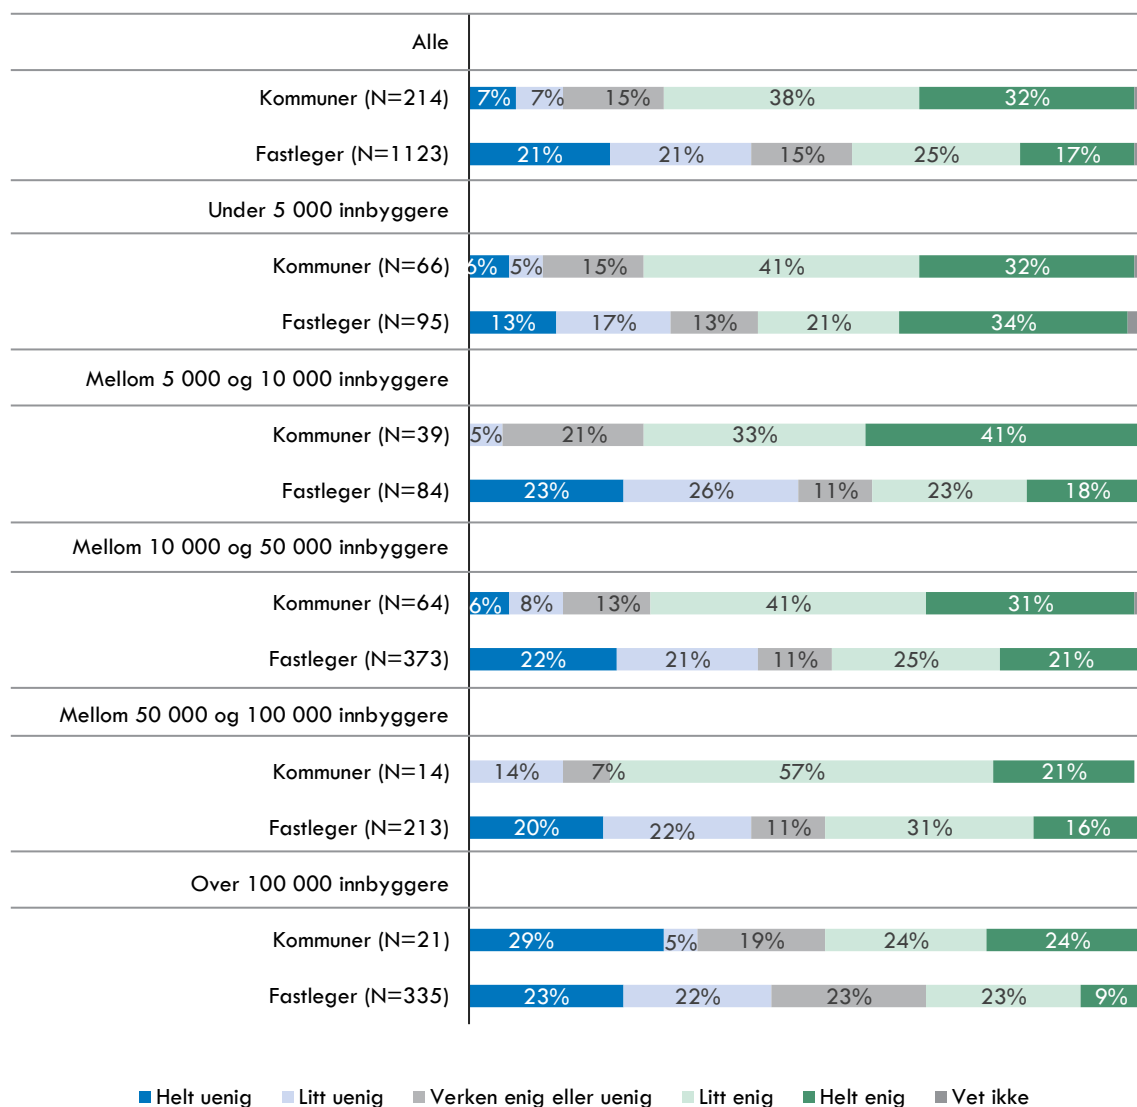 Alle
Kommuner (N=214) 7% 7% 15% 38% 32%
Fastleger (N=1123) 21% 21% 15% 25% 17%
Under 5 000 innbyggere
Kommuner (N=66) 6% 5% 15% 41% 32%
Fastleger (N=95) 13% 17% 13% 21% 34%
Mellom 5 000 og 10 000 innbyggere
Kommuner (N=39) 5% 21% 33% 41%
Fastleger (N=84) 23% 26% 11% 23% 18%
Mellom 10 000 og 50 000 innbyggere
Kommuner (N=64) 6% 8% 13% 41% 31%
Fastleger (N=373) 22% 21% 11% 25% 21%
Mellom 50 000 og 100 000 innbyggere
Kommuner (N=14) 14% 7% 57% 21%
Fastleger (N=213) 20% 22% 11% 31% 16%
Over 100 000 innbyggere
Kommuner (N=21) 29% 5% 19% 24% 24%
Fastleger (N=335) 23% 22% 23% 23% 9%
Helt uenig Litt uenig Verken enig eller uenig Litt enig Helt enig Vet ikke